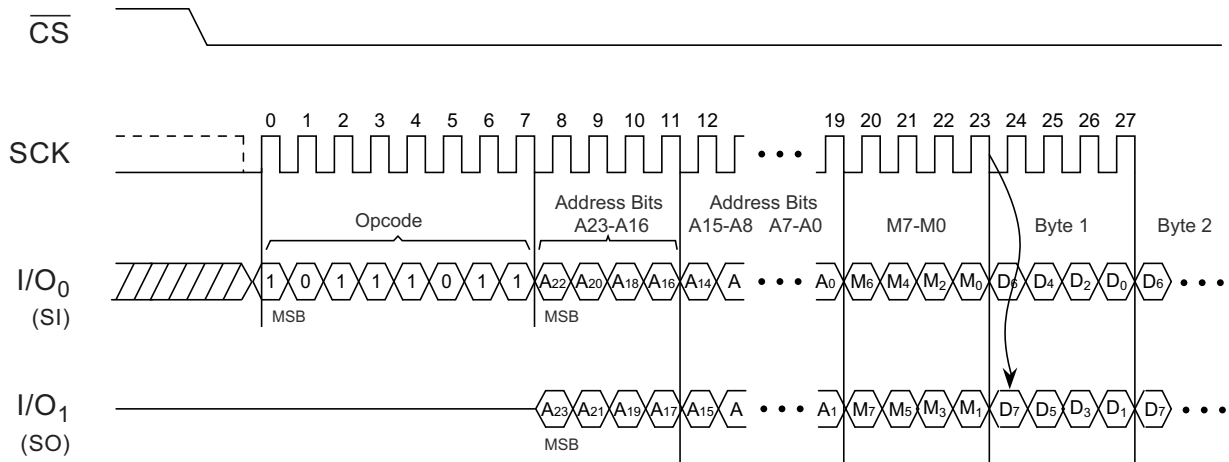 CS
0 1 2 3 4 5 6 7 8 9 10 11 12 19 20 21 22 23 24 25 26 27
SCK
Opcode
Address Bits
A23-A16
Address Bits
A15-A8 A7-A0
M7-M0
Byte 1
Byte 2
I/O0
(SI)
1 0 1 1 1 0 1 1 A22 A20 A18 A16 A14 A A0 M6 M4 M2 M0 D6 D4 D2 D0 D6
MSB
MSB
I/O1
(SO)
A23 A21 A19 A17 A15 A A1 M7 M5 M3 M1 D7 D5 D3 D1 D7
MSB